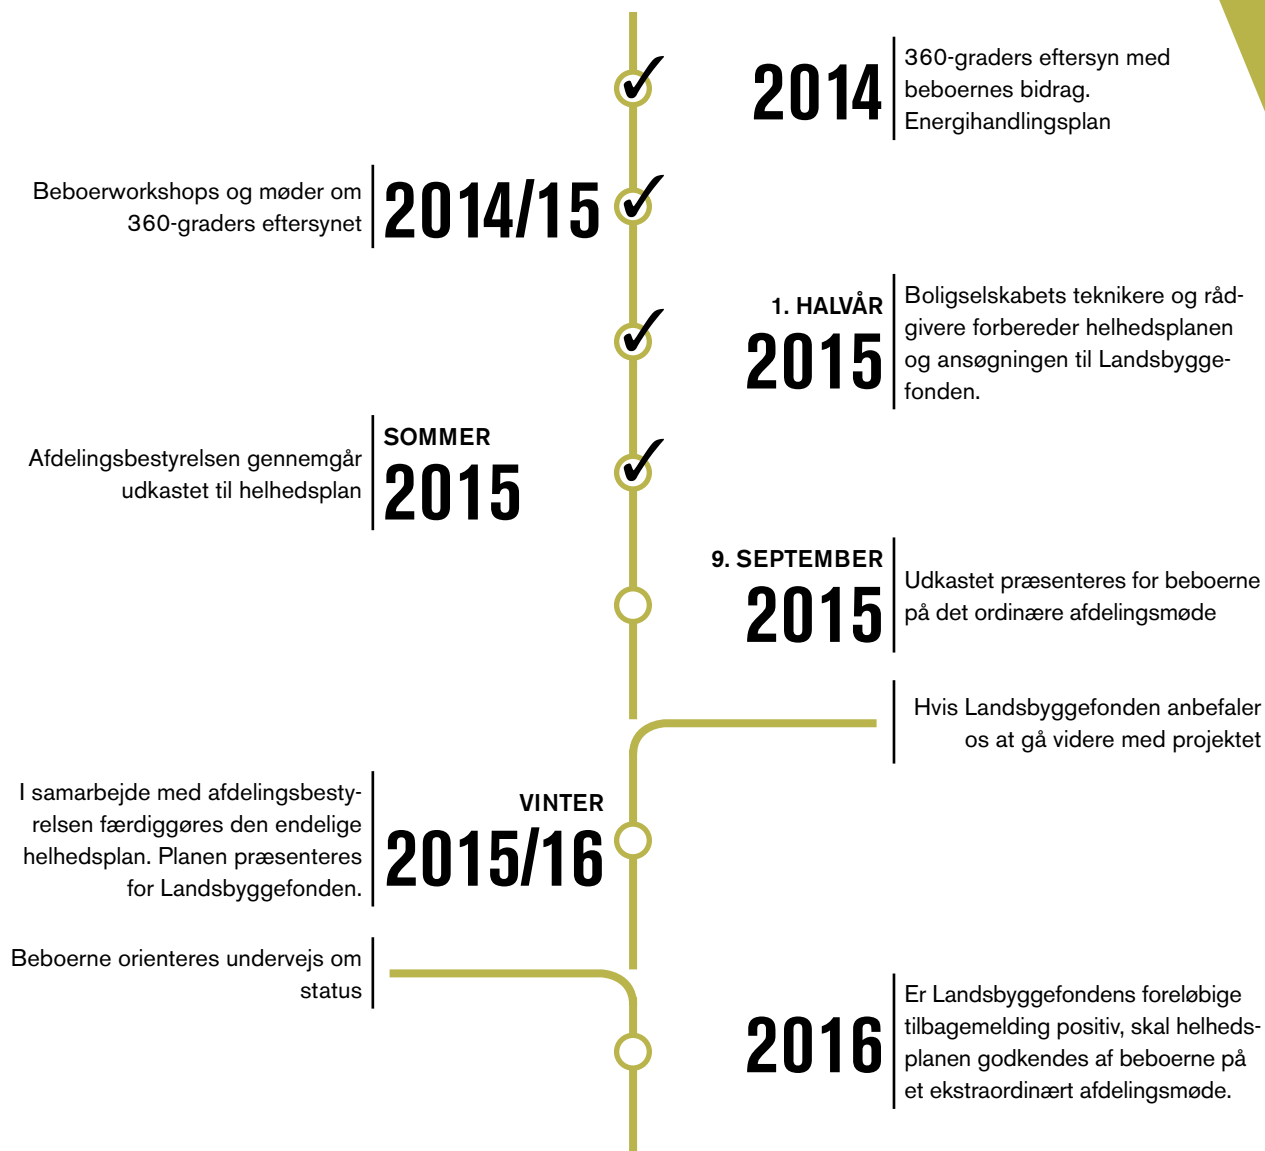 2014
360-graders eftersyn med
beboernes bidrag.
Energihandlingsplan
Beboerworkshops og møder om
360-graders eftersynet
2014/15
1. HALVÅR
2015
Boligselskabets teknikere og råd-
givere forbereder helhedsplanen
og ansøgningen til Landsbygge-
fonden.
Afdelingsbestyrelsen gennemgår
udkastet til helhedsplan
SOMMER
2015
9. SEPTEMBER
2015
Udkastet præsenteres for beboerne
på det ordinære afdelingsmøde
Hvis Landsbyggefonden anbefaler
os at gå videre med projektet
I samarbejde med afdelingsbesty-
relsen færdiggøres den endelige
helhedsplan. Planen præsenteres
for Landsbyggefonden.
VINTER
2015/16
Beboerne orienteres undervejs om
status
2016
Er Landsbyggefondens foreløbige
tilbagemelding positiv, skal helheds-
planen godkendes af beboerne på
et ekstraordinært afdelingsmøde.